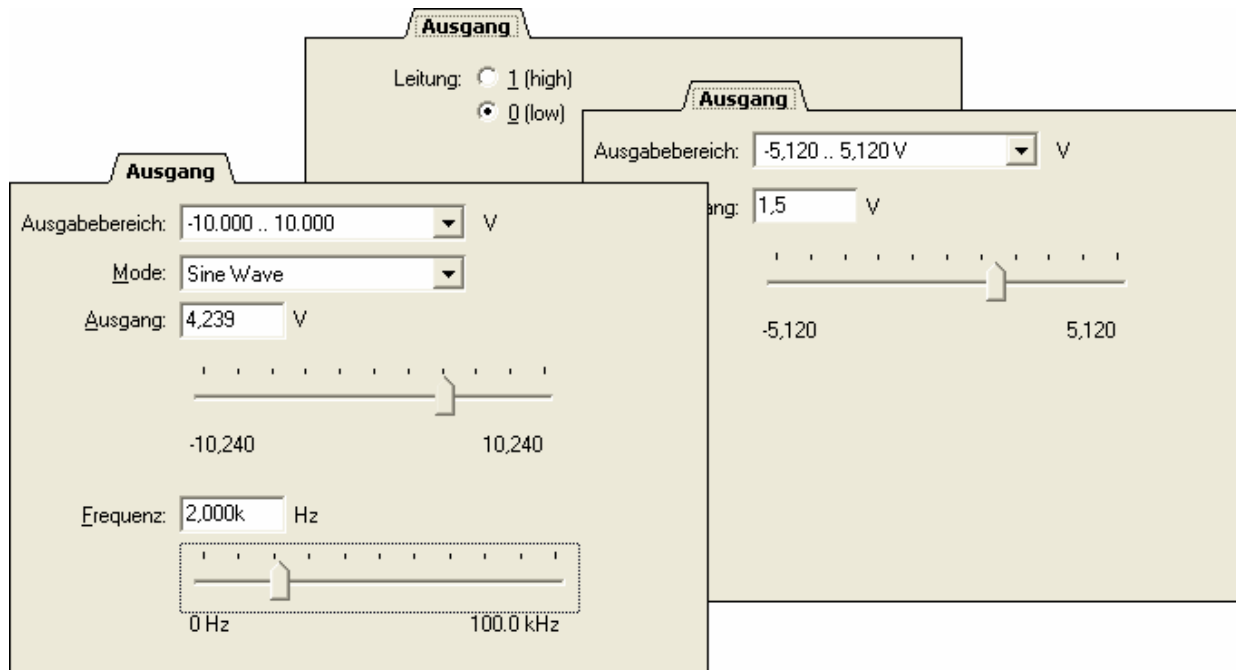 Ausgang
Leitung: 1 (high)
0 (low)
Ausgang
Ausgabebereich: -5,120 .. 5,120 V V
ang: 1,5 V
-5,120 5,120
Ausgang
Ausgabebereich: -10.000 .. 10.000 V
Mode: Sine Wave
Ausgang: 4,239 V
-10,240 10,240
Frequenz: 2,000k Hz
0 Hz 100.0 kHz